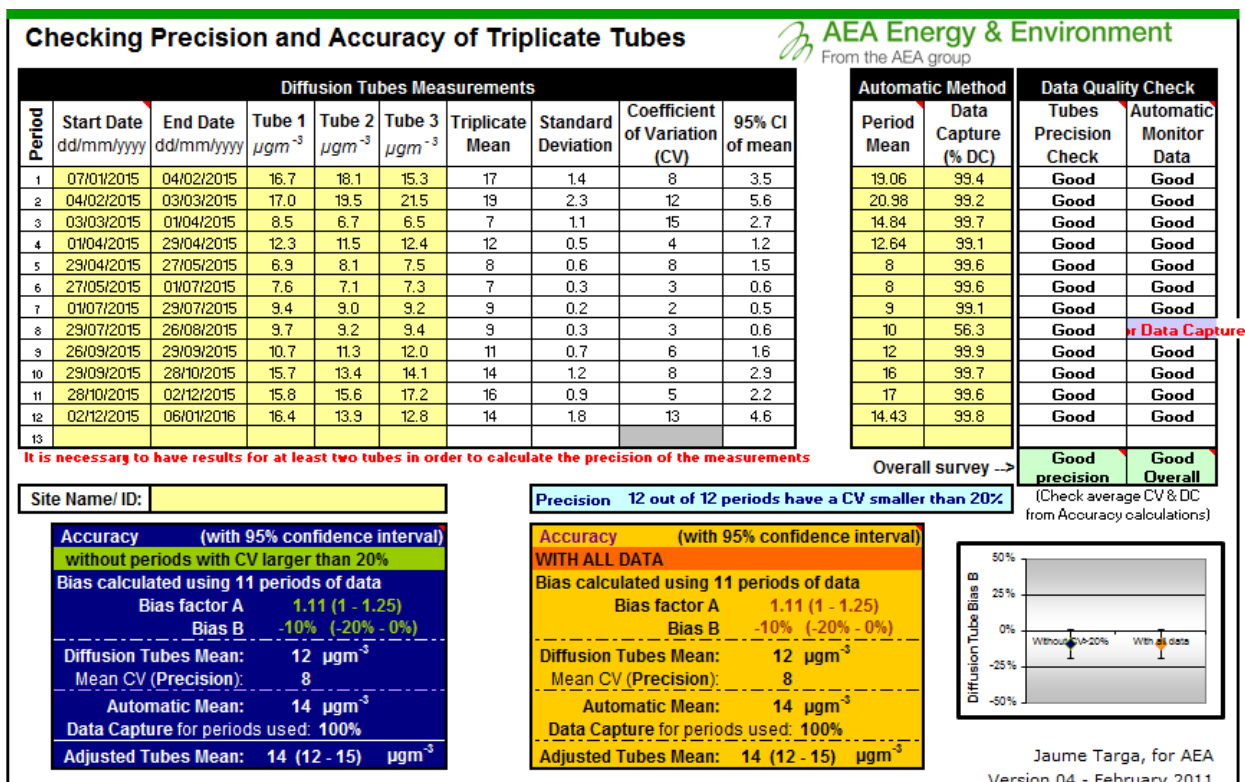 Checking Precision and Accuracy of Triplicate Tubes
AEA Energy & Environment
From the AEA group
Diffusion Tubes Measurements
Automatic Method
Data Quality Check
Period Start Date dd/mm/yyyy End Date dd/mm/yyyy Tube 1 µgm-3 Tube 2 µgm-3 Tube 3 µgm-3 Triplicate Mean Standard Deviation Coefficient of Variation (CV) 95% CI of mean Period Mean Data Capture (% DC) Tubes Precision Check Automatic Monitor Data
1 07/01/2015 04/02/2015 16.7 18.1 15.3 17 1.4 8 3.5 19.06 99.4 Good Good
2 04/02/2015 03/03/2015 17.0 19.5 21.5 19 2.3 12 5.6 20.98 99.2 Good Good
3 03/03/2015 01/04/2015 8.5 6.7 6.5 7 1.1 15 2.7 14.84 99.7 Good Good
4 01/04/2015 29/04/2015 12.3 11.5 12.4 12 0.5 4 1.2 12.64 99.1 Good Good
5 29/04/2015 27/05/2015 6.9 8.1 7.5 8 0.6 8 1.5 8 99.6 Good Good
6 27/05/2015 01/07/2015 7.6 7.1 7.3 7 0.3 3 0.6 8 99.6 Good Good
7 01/07/2015 29/07/2015 9.4 9.0 9.2 9 0.2 2 0.5 9 99.1 Good Good
8 29/07/2015 26/08/2015 9.7 9.2 9.4 9 0.3 3 0.6 10 56.3 Good r Data Capture
9 26/09/2015 29/09/2015 10.7 11.3 12.0 11 0.7 6 1.6 12 99.9 Good Good
10 29/09/2015 28/10/2015 15.7 13.4 14.1 14 1.2 8 2.9 16 99.7 Good Good
11 28/10/2015 02/12/2015 15.8 15.6 17.2 16 0.9 5 2.2 17 99.6 Good Good
12 02/12/2015 06/01/2016 16.4 13.9 12.8 14 1.8 13 4.6 14.43 99.8 Good Good
13
It is necessary to have results for at least two tubes in order to calculate the precision of the measurements
Overall survey --> Good precision Good Overall
Site Name/ ID:
Precision 12 out of 12 periods have a CV smaller than 20%
(Check average CV & DC
from Accuracy calculations)
Accuracy (with 95% confidence interval)
without periods with CV larger than 20%
Bias calculated using 11 periods of data
Bias factor A 1.11 (1 - 1.25)
Bias B -10% (-20% - 0%)
Diffusion Tubes Mean: 12 µgm-3
Mean CV (Precision): 8
Automatic Mean: 14 µgm-3
Data Capture for periods used: 100%
Adjusted Tubes Mean: 14 (12 - 15) µgm-3
Accuracy (with 95% confidence interval)
WITH ALL DATA
Bias calculated using 11 periods of data
Bias factor A 1.11 (1 - 1.25)
Bias B -10% (-20% - 0%)
Diffusion Tubes Mean: 12 µgm-3
Mean CV (Precision): 8
Automatic Mean: 14 µgm-3
Data Capture for periods used: 100%
Adjusted Tubes Mean: 14 (12 - 15) µgm-3
Diffusion Tube Bias B
50%
25%
0%
-25%
-50%
Without CV>20%
With all data
Jaume Targa, for AEA
Version 04 - February 2011